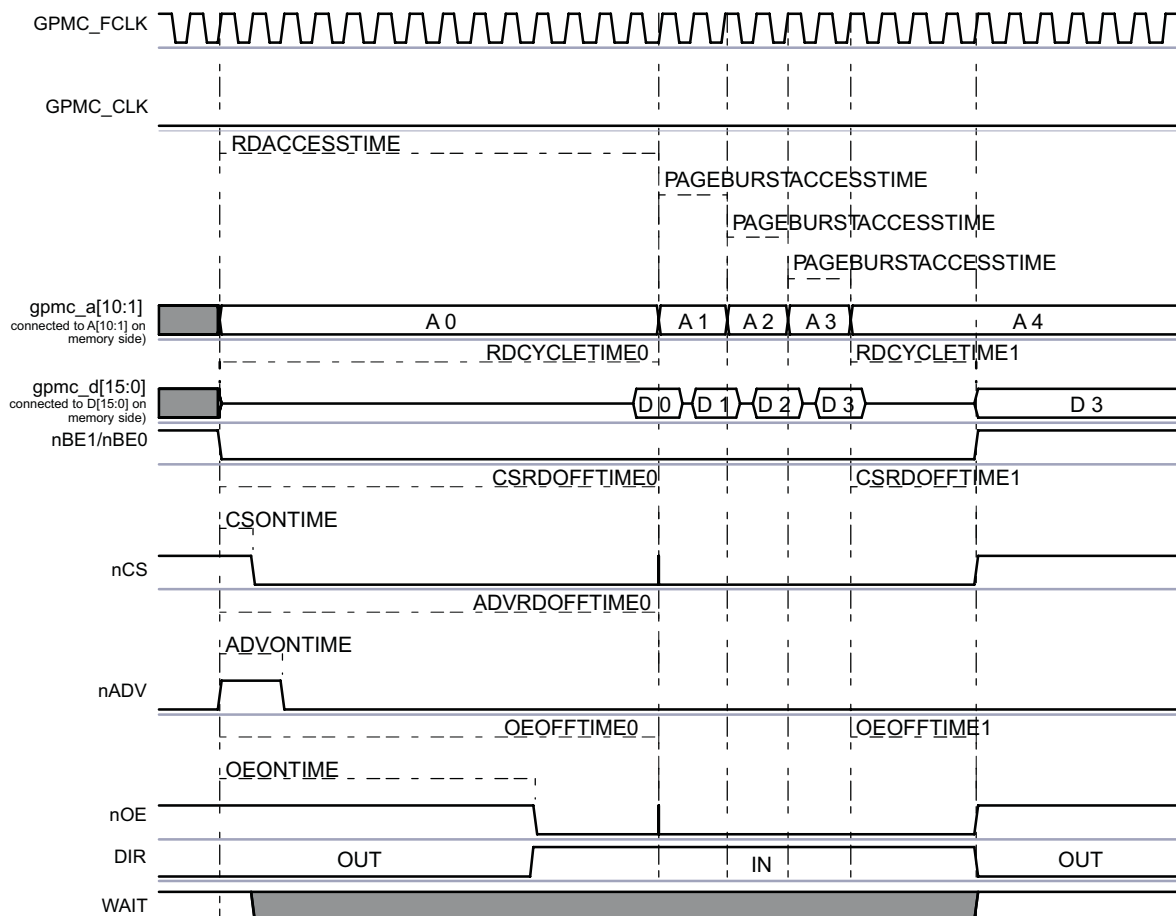 GPMC_FCLK
GPMC_CLK
RDACCESSTIME
PAGEBURSTACCESSTIME
PAGEBURSTACCESSTIME
PAGEBURSTACCESSTIME
gpmc_a[10:1]
connected to A[10:1] on
memory side)
A 0 A 1 A 2 A 3 A 4
RDCYCLETIME0 RDCYCLETIME1
gpmc_d[15:0]
connected to D[15:0] on
memory side)
D 0 D 1 D 2 D 3 D 3
nBE1/nBE0
CSRDOFFTIME0 CSRDOFFTIME1
CSONTIME
nCS
ADVRDOFFTIME0
ADVONTIME
nADV
OEOFFTIME0 OEOFFTIME1
OEONTIME
nOE
DIR OUT IN OUT
WAIT